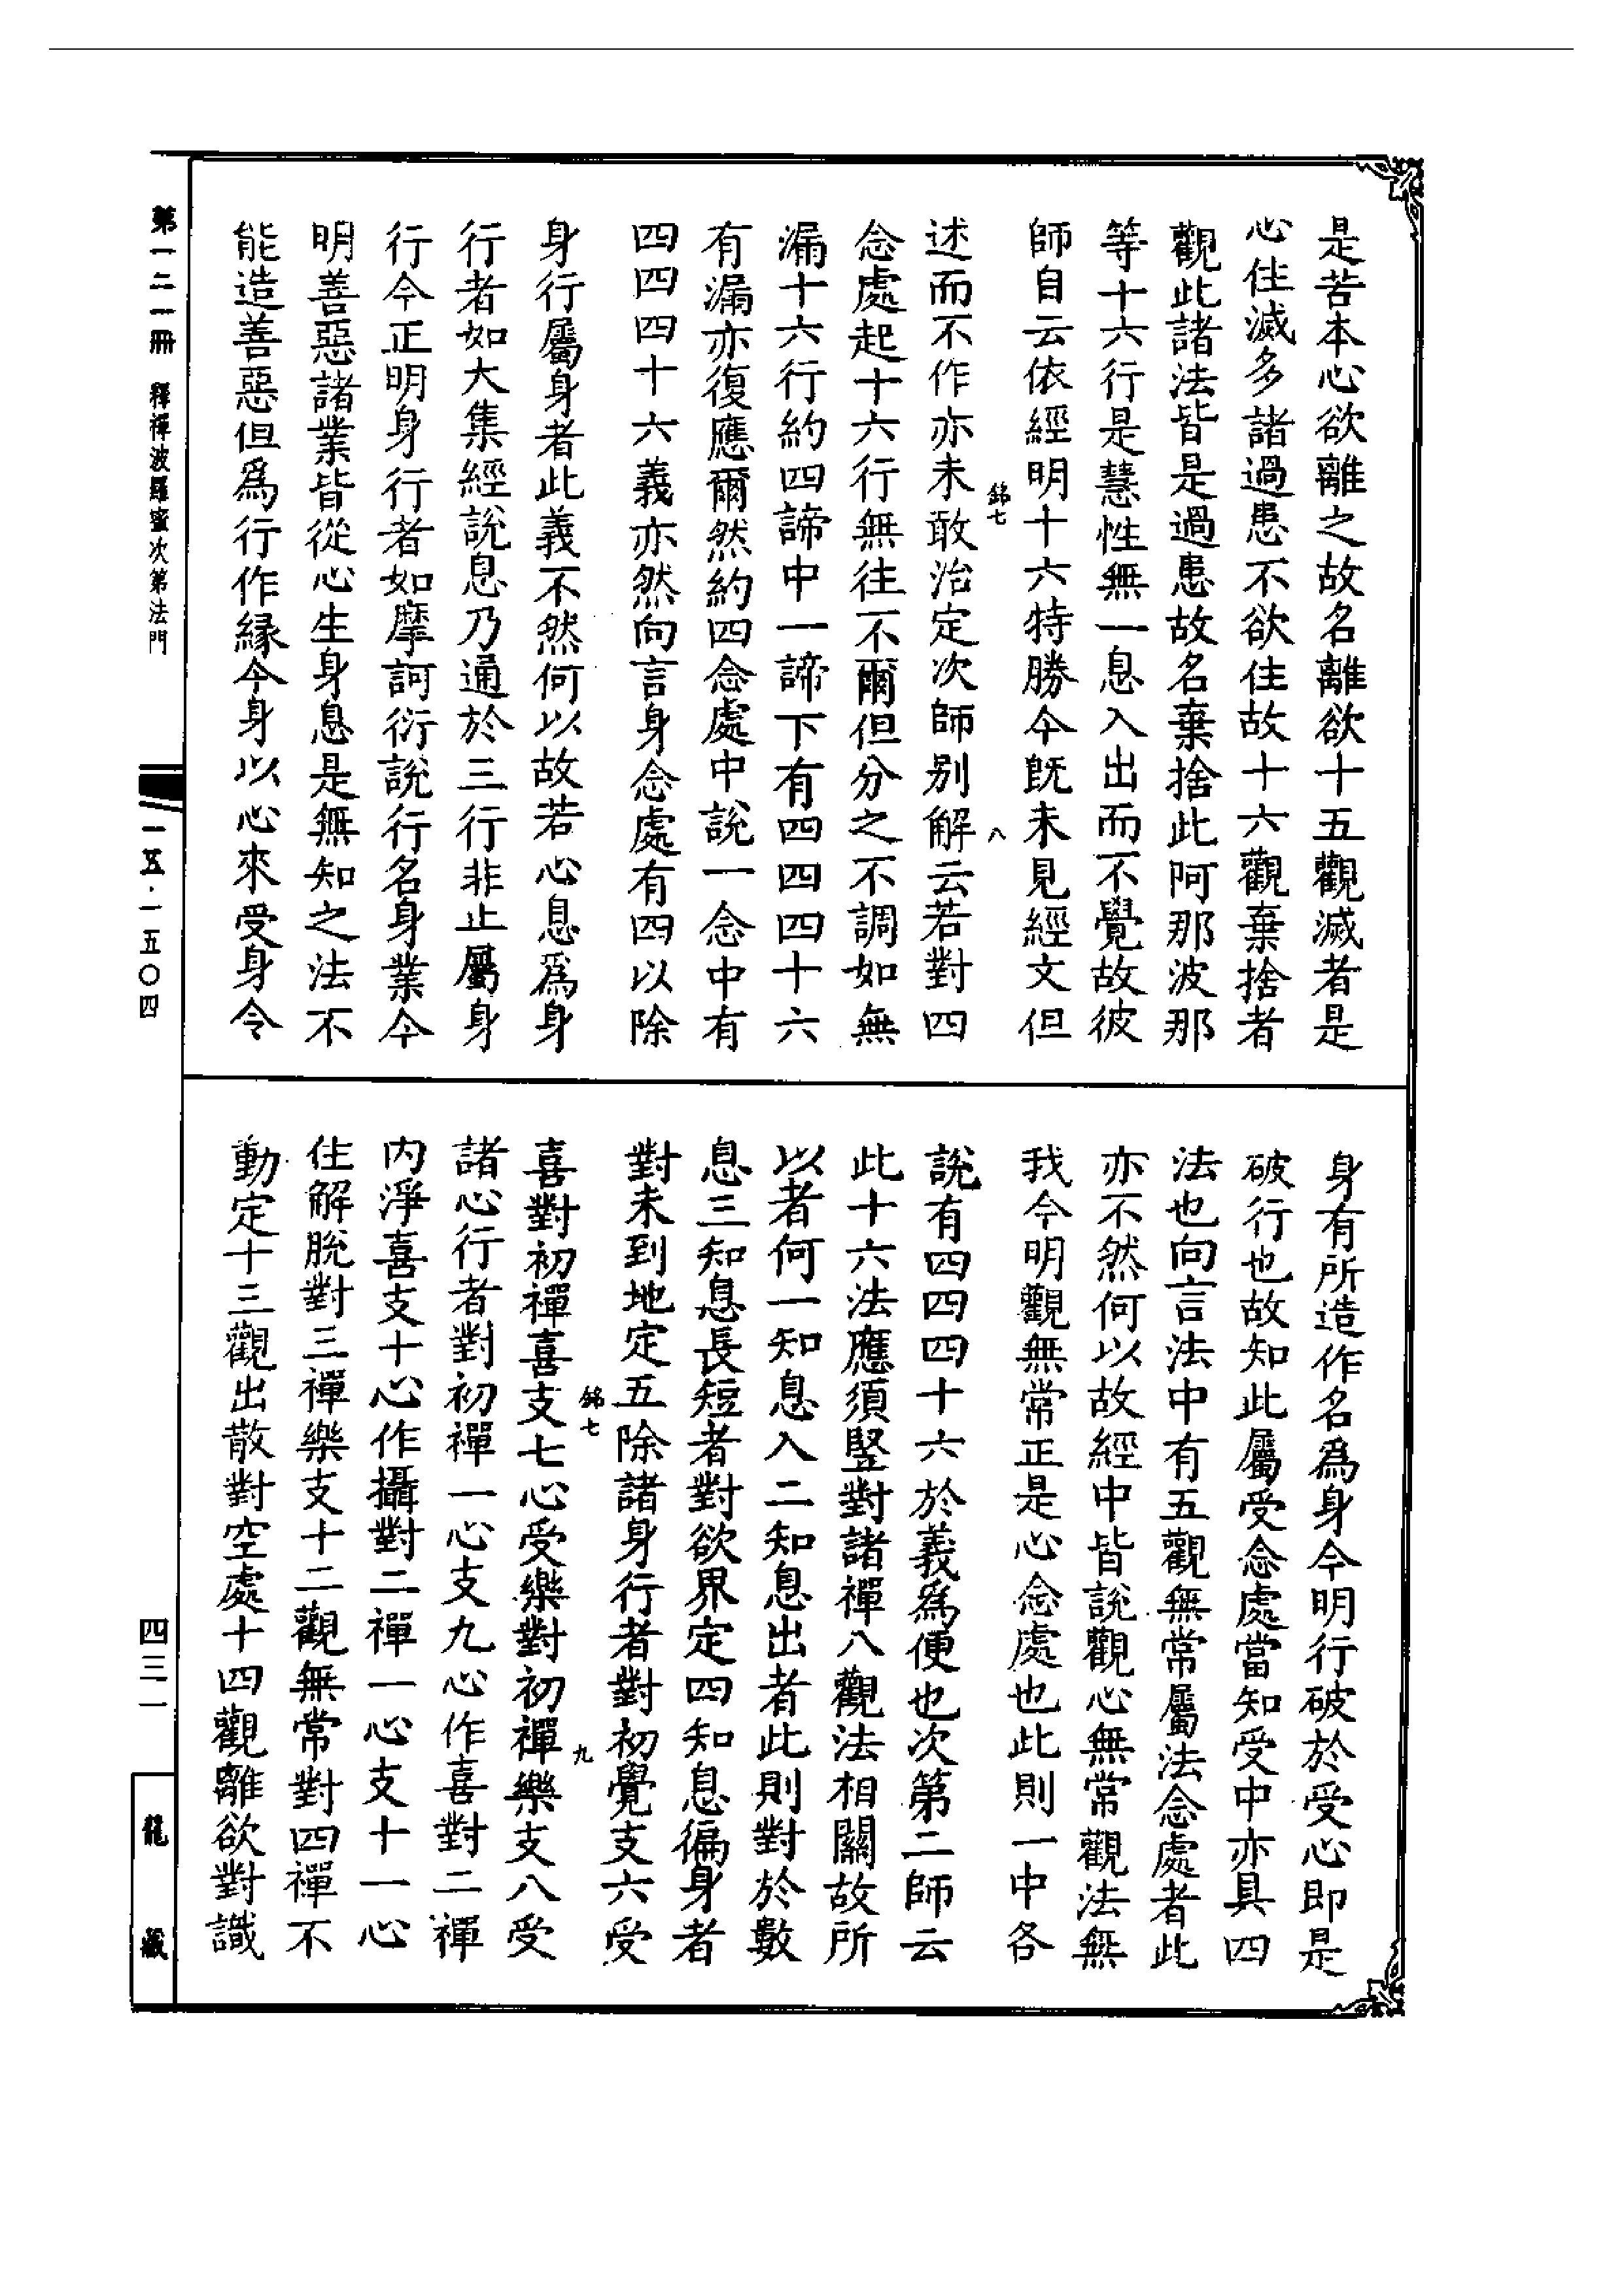 是苦本心欲離之故名離欲十五觀滅者是
心住滅多諸過患不欲住故十六觀棄捨者
觀此諸法皆是過患故名棄捨此阿那波那
等十六行是慧性無一息入出而不覺故彼
師自云依經明十六特勝今旣未見經文但
述而不作亦未敢治定次師别解云若對四
念處起十六行無往不爾但分之不調如無
漏十六行約四諦中一諦下有四四四十六
有漏亦復應爾然約四念處中說一念中有
四四四十六義亦然向言身念處有四以除
身行屬身者此義不然何以故若心息爲身
行者如大集經說息乃通於三行非止屬身
行今正明身行者如摩訶衍說行名身業今
明善惡諸業皆從心生身息是無知之法不
能造善惡但爲行作緣今身以心來受身令
身有所造作名爲身今明行破於受心即是
破行也故知此屬受念處當知受中亦具四
法也向言法中有五觀無常屬法念處者此
亦不然何以故經中皆說觀心無常觀法無
我今明觀無常正是心念處也此則一中各
說有四四四十六於義爲便也次第二師云
此十六法應須竪對諸禪八觀法相關故所
以者何一知息入二知息出者此則對於數
息三知息長短者對欲界定四知息徧身者
對未到地定五除諸身行者對初覺支六受
喜對初禪喜支七心受樂對初禪樂支八受
諸心行者對初禪一心支九心作喜對二禪
内淨喜支十心作攝對二禪一心支十一心
住解脫對三禪樂支十二觀無常對四禪不
動定十三觀出散對空處十四觀離欲對識
錦七
八
錦七
九
第一二一冊 釋禪波羅蜜次第法門
一五五·一五〇四
四三一
龍藏